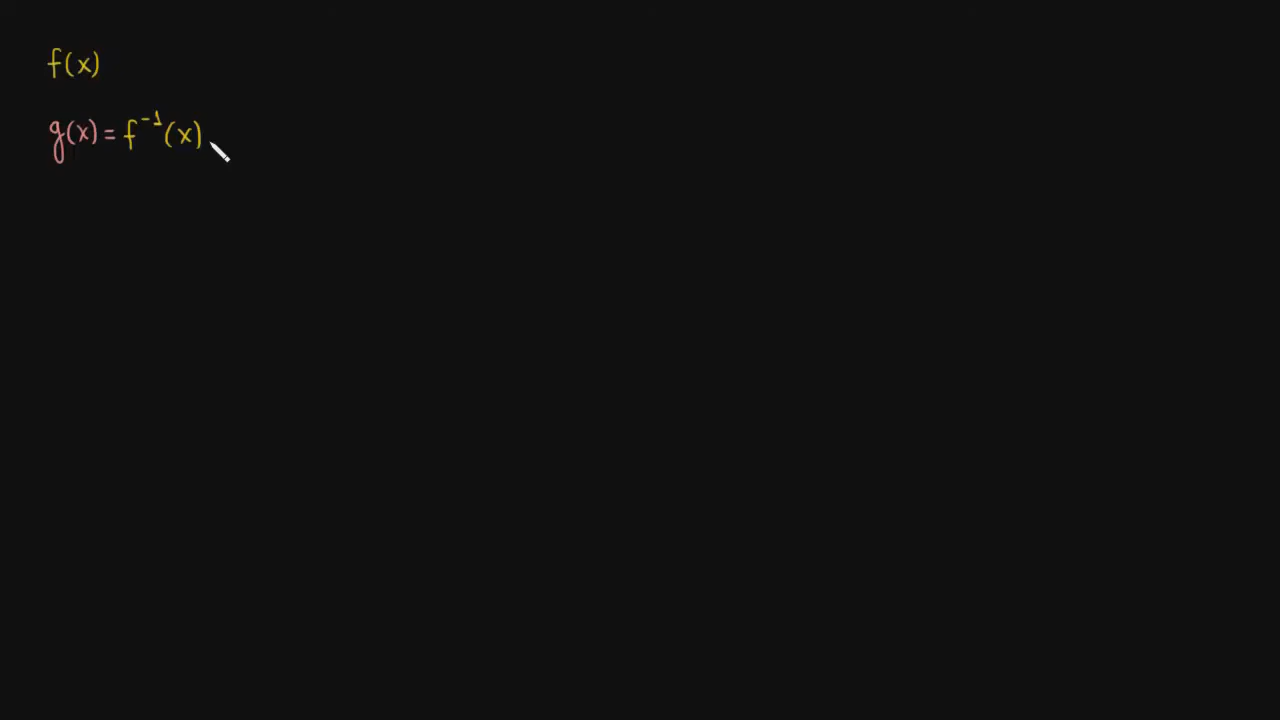 f(x)
g(x) = f⁻¹(x)